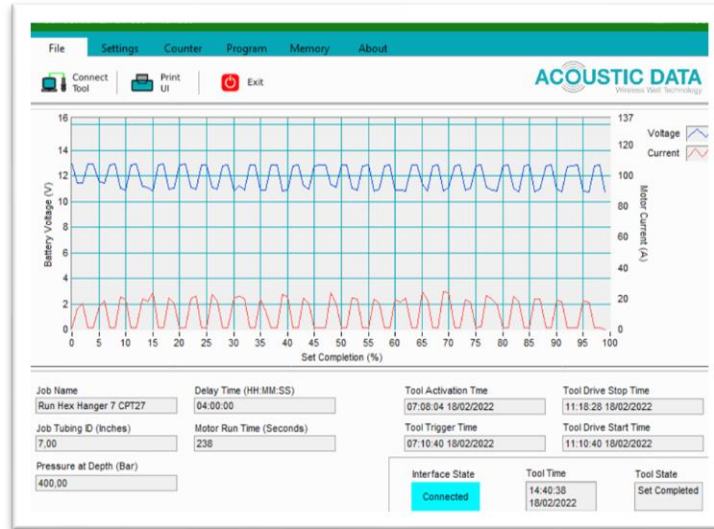 File Settings Counter Program Memory About
Connect Tool Print UI Exit
ACOUSTIC DATA
Wireless Well Technology
Voltage
Current
Battery Voltage (V)
16
14
12
10
8
6
4
2
0
137
120
100
80
60
40
20
0
Motor Current (A)
0 5 10 15 20 25 30 35 40 45 50 55 60 65 70 75 80 85 90 95 100
Set Completion (%)
Job Name
Run Hex Hanger 7 CPT27
Delay Time (HH:MM:SS)
04:00:00
Tool Activation Tme
07:08:04 18/02/2022
Tool Drive Stop Time
11:18:28 18/02/2022
Job Tubing ID (Inches)
7,00
Motor Run Time (Seconds)
238
Tool Trigger Time
07:10:40 18/02/2022
Tool Drive Start Time
11:10:40 18/02/2022
Pressure at Depth (Bar)
400,00
Interface State
Connected
Tool Time
14:40:38
18/02/2022
Tool State
Set Completed